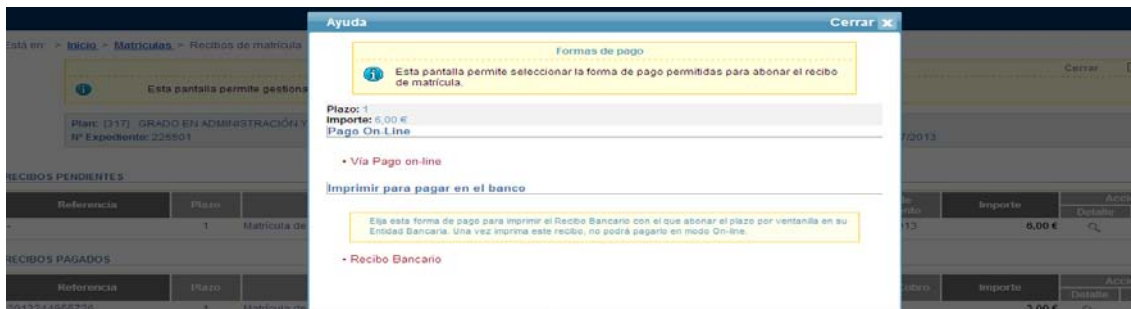 Ayuda
Cerrar
Está en: > Inicio > Matrículas > Recibos de matrícula
Formas de pago
Esta pantalla permite seleccionar la forma de pago permitidas para abonar el recibo
de matrícula.
Cerrar
Esta pantalla permite gestiona
Plazo: 1
Importe: 6,00 €
Plan: (317) GRADO EN ADMINISTRACIÓN Y
Nº Expediente: 226501
/2013
Pago On-Line
• Vía Pago on-line
RECIBOS PENDIENTES
Imprimir para pagar en el banco
Referencia Plazo Importe Detalle
- 1 Matrícula de 13 6,00 €
Elija esta forma de pago para imprimir el Recibo Bancario con el que abonar el plazo por ventanilla en su
Entidad Bancaria. Una vez imprima este recibo, no podrá pagarlo en modo On-line.
RECIBOS PAGADOS
• Recibo Bancario
Referencia Plazo Cobro Importe Detalle